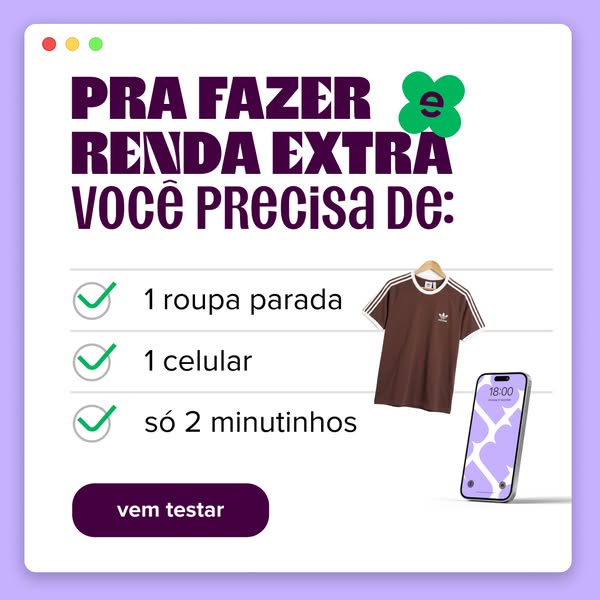 PRA FAZER
e
RENDA EXTRA
você precisa de:
1 roupa parada
1 celular
18:00
só 2 minutinhos
vem testar